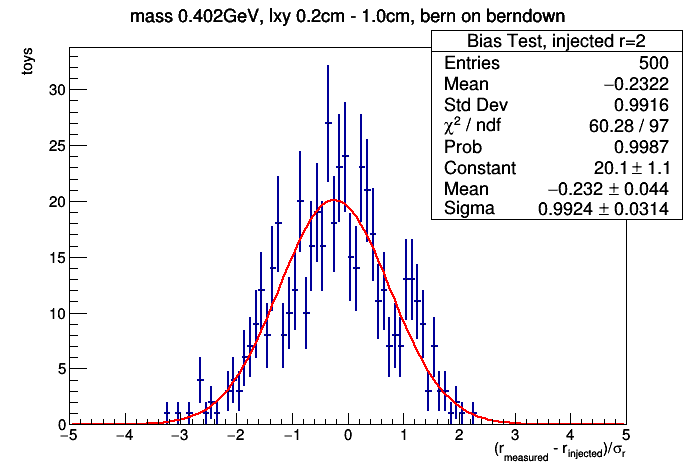 mass 0.402GeV, lxy 0.2cm - 1.0cm, bern on berndown
Bias Test, injected r=2
Entries 500
Mean −0.2322
Std Dev 0.9916
χ² / ndf 60.28 / 97
Prob 0.9987
Constant 20.1 ± 1.1
Mean −0.232 ± 0.044
Sigma 0.9924 ± 0.0314
toys
30
25
20
15
10
5
0
−5 −4 −3 −2 −1 0 1 2 3 4 5
(r_measured - r_injected)/σ_r